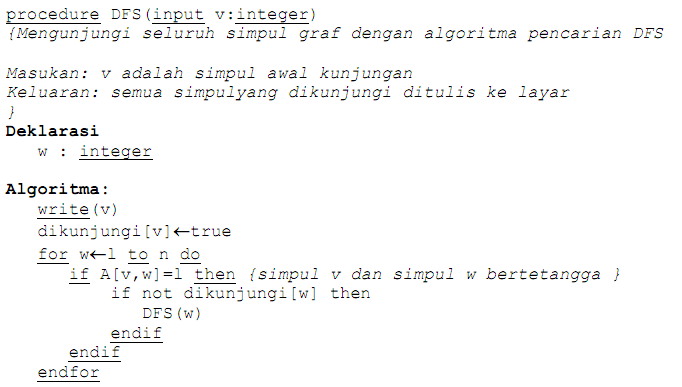 procedure DFS(input v:integer)
{Mengunjungi seluruh simpul graf dengan algoritma pencarian DFS
Masukan: v adalah simpul awal kunjungan
Keluaran: semua simpulyang dikunjungi ditulis ke layar
}
Deklarasi
w : integer
Algoritma:
write(v)
dikunjungi[v]←true
for w←l to n do
if A[v,w]=l then {simpul v dan simpul w bertetangga }
if not dikunjungi[w] then
DFS(w)
endif
endif
endfor